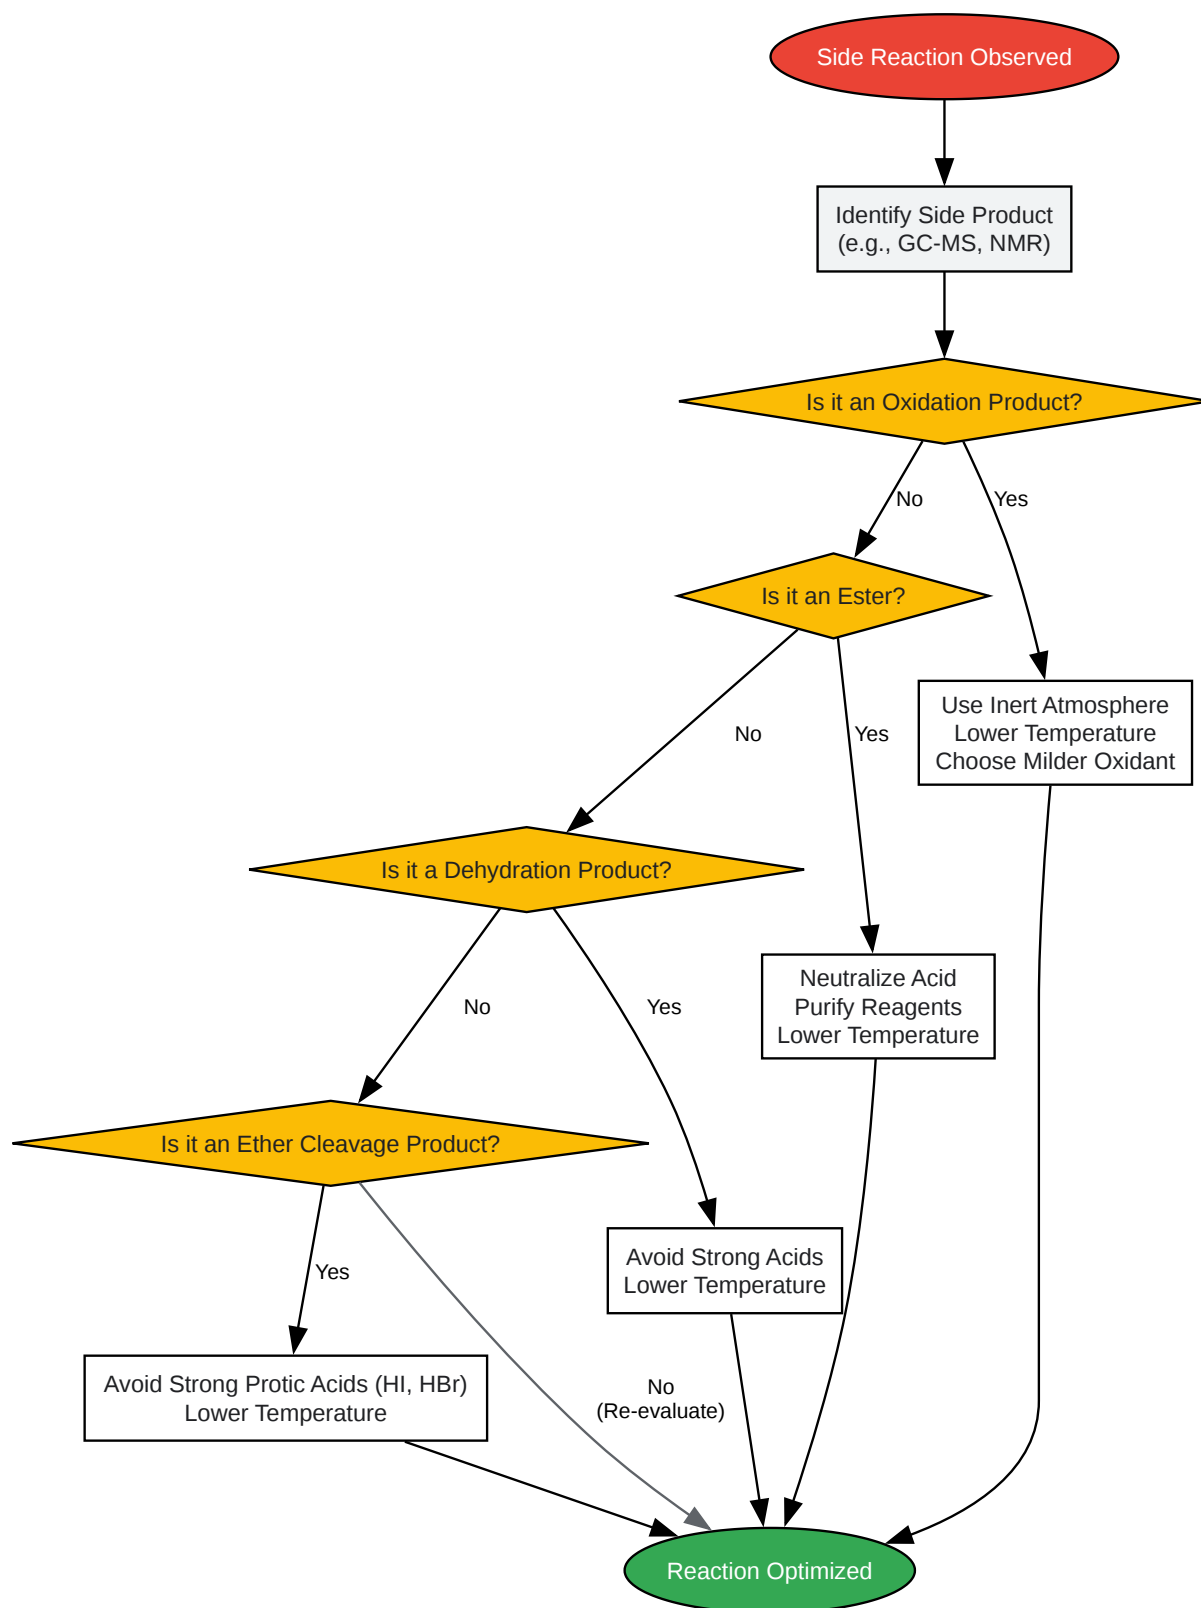 Side Reaction Observed
Identify Side Product
(e.g., GC-MS, NMR)
Is it an Oxidation Product?
No
Yes
Is it an Ester?
Use Inert Atmosphere
Lower Temperature
Choose Milder Oxidant
No
Yes
Is it a Dehydration Product?
Neutralize Acid
Purify Reagents
Lower Temperature
No
Yes
Is it an Ether Cleavage Product?
Avoid Strong Acids
Lower Temperature
Yes
Avoid Strong Protic Acids (HI, HBr)
Lower Temperature
No
(Re-evaluate)
Reaction Optimized